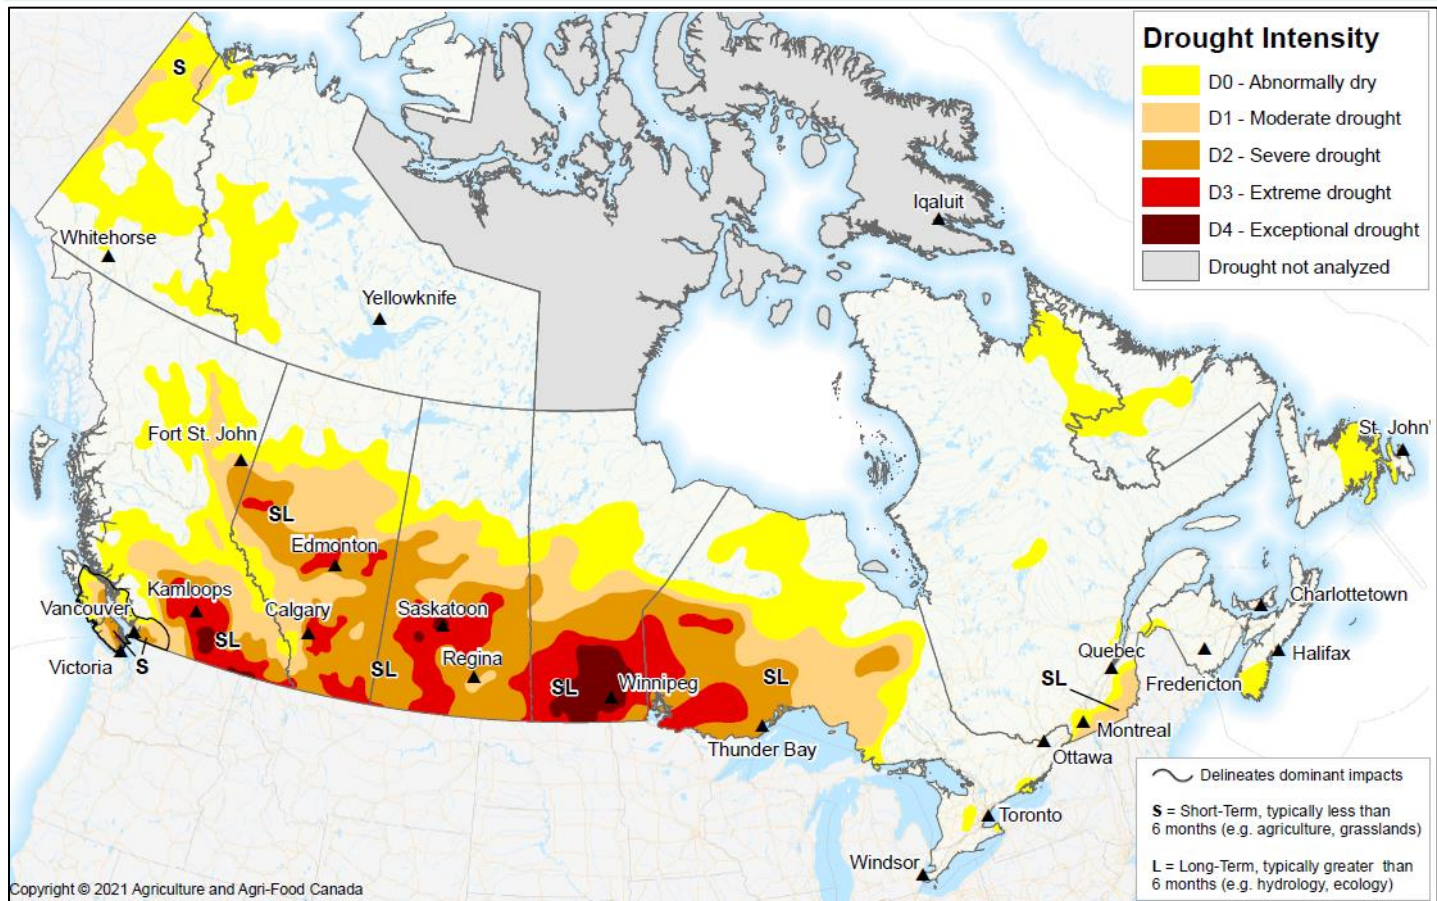 Drought Intensity
D0 - Abnormally dry
D1 - Moderate drought
D2 - Severe drought
D3 - Extreme drought
D4 - Exceptional drought
Drought not analyzed
S
Iqaluit
Whitehorse
Yellowknife
Fort St. John
St. John'
SL
Edmonton
Kamloops
Vancouver
Calgary
Saskatoon
Charlottetown
SL
Victoria
S
SL
Regina
SL
Winnipeg
SL
Quebec
Halifax
SL
Fredericton
Thunder Bay
Montreal
Ottawa
Toronto
Windsor
Delineates dominant impacts
S = Short-Term, typically less than
6 months (e.g. agriculture, grasslands)
L = Long-Term, typically greater than
6 months (e.g. hydrology, ecology)
Copyright © 2021 Agriculture and Agri-Food Canada